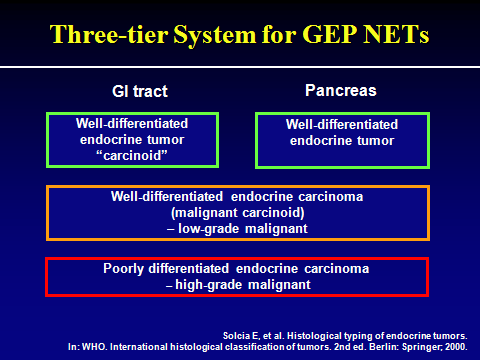 Three-tier System for GEP NETs
GI tract
Pancreas
Well-differentiated
endocrine tumor
“carcinoid”
Well-differentiated
endocrine tumor
Well-differentiated endocrine carcinoma
(malignant carcinoid)
– low-grade malignant
Poorly differentiated endocrine carcinoma
– high-grade malignant
Solcia E, et al. Histological typing of endocrine tumors.
In: WHO. International histological classification of tumors. 2nd ed. Berlin: Springer; 2000.